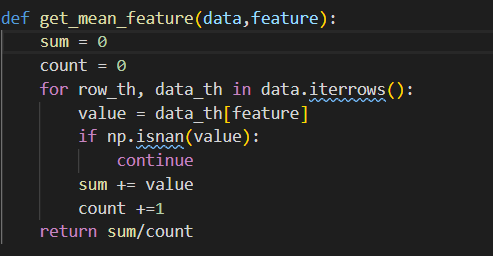 def get_mean_feature(data,feature):
    sum = 0
    count = 0
    for row_th, data_th in data.iterrows():
        value = data_th[feature]
        if np.isnan(value):
            continue
        sum += value
        count +=1
    return sum/count